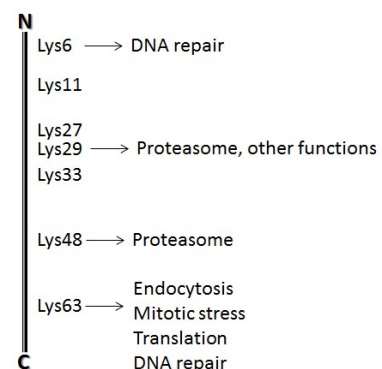 N
Lys6 → DNA repair
Lys11
Lys27
Lys29 → Proteasome, other functions
Lys33
Lys48 → Proteasome
Lys63 → Endocytosis
Mitotic stress
Translation
DNA repair
C